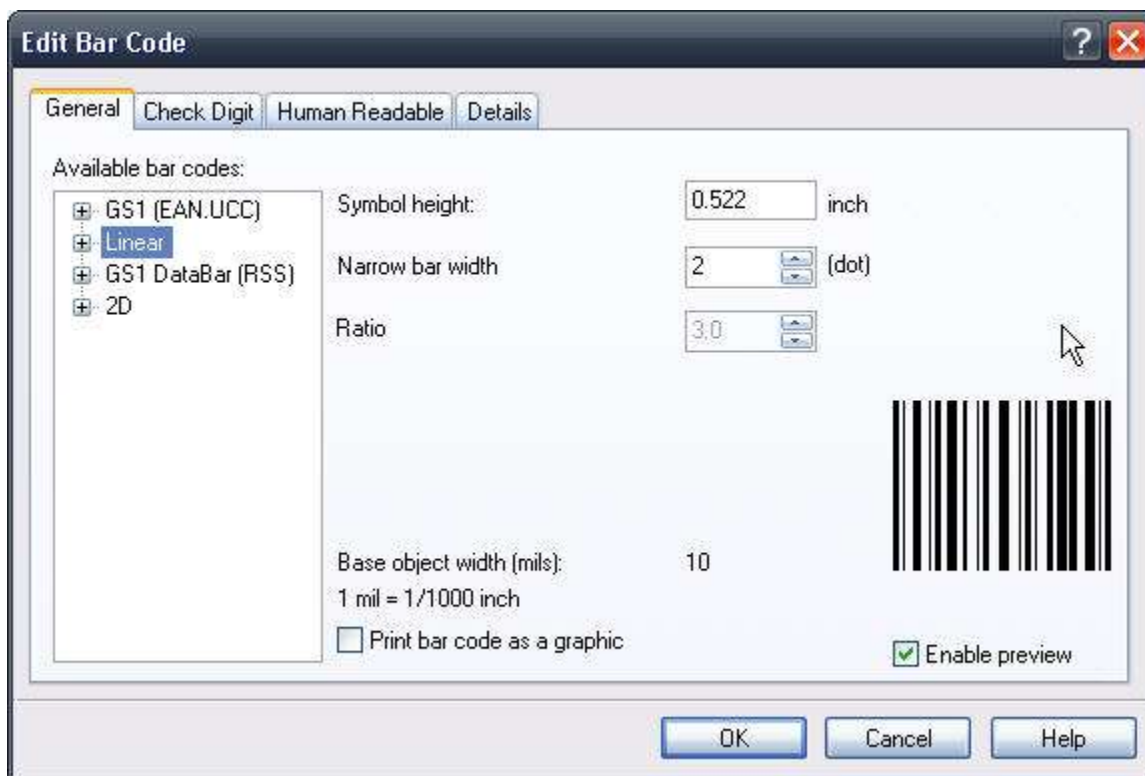 Edit Bar Code
General Check Digit Human Readable Details
Available bar codes:
GS1 (EAN.UCC)
Linear
GS1 DataBar (RSS)
2D
Symbol height: 0.522 inch
Narrow bar width 2 (dot)
Ratio 3.0
Base object width (mils): 10
1 mil = 1/1000 inch
Print bar code as a graphic
Enable preview
OK Cancel Help